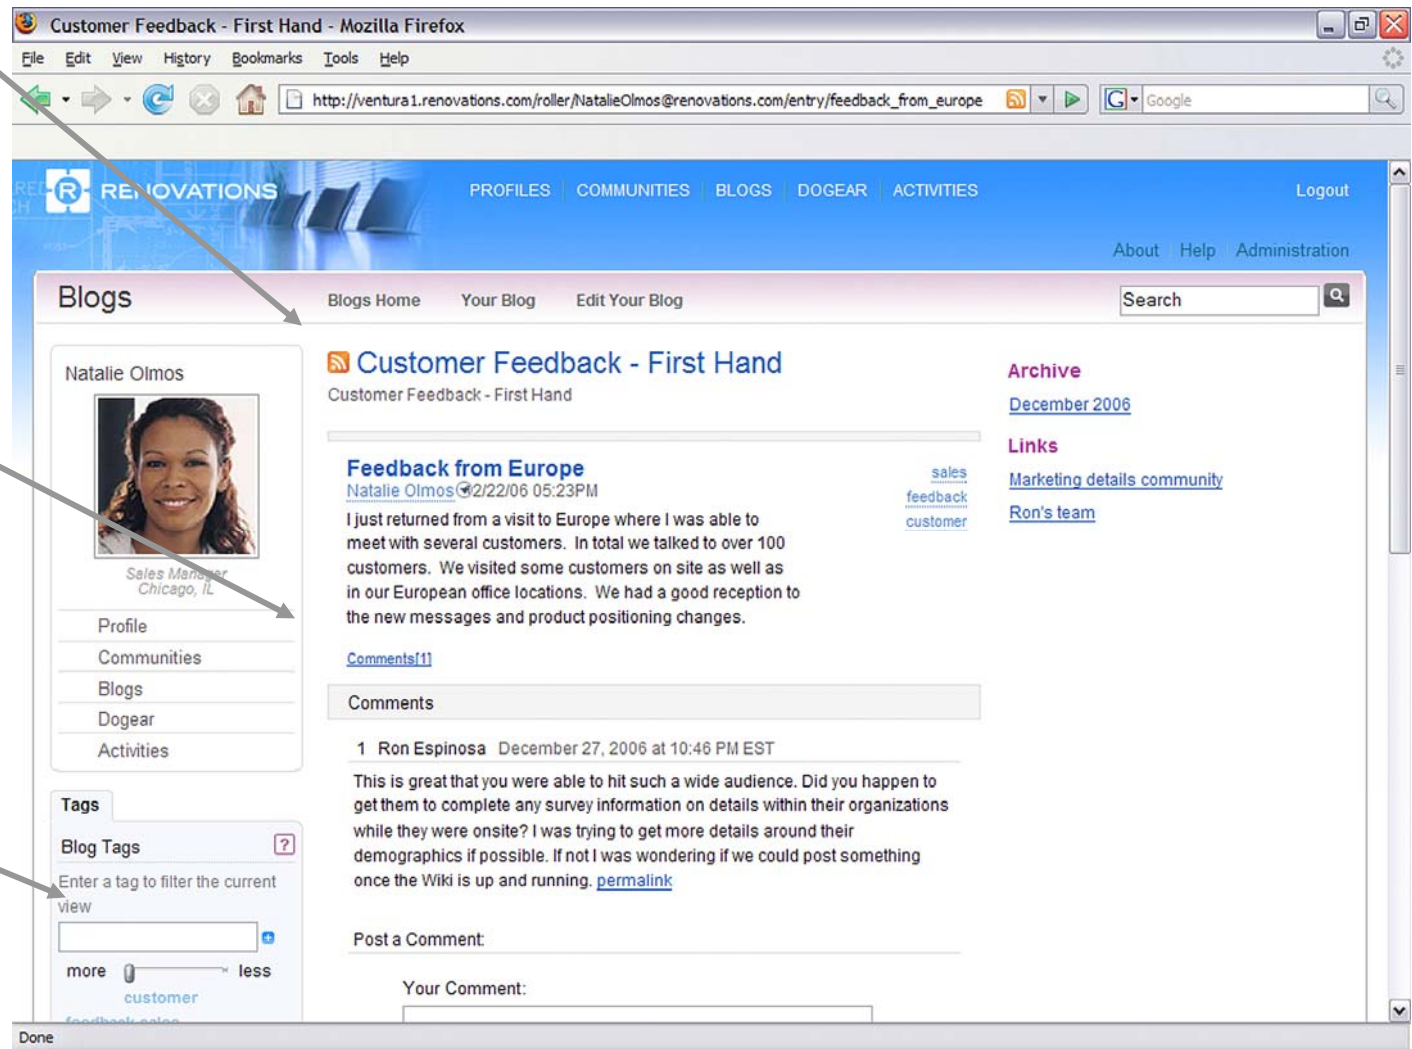 Customer Feedback - First Hand - Mozilla Firefox
File Edit View History Bookmarks Tools Help
http://ventura1.renovations.com/roller/NatalieOlmos@renovations.com/entry/feedback_from_europe
G Google
R RENOVATIONS
PROFILES COMMUNITIES BLOGS DOGEAR ACTIVITIES
Logout
About Help Administration
Blogs
Blogs Home Your Blog Edit Your Blog
Search
Natalie Olmos
Sales Manager
Chicago, IL
Profile
Communities
Blogs
Dogear
Activities
Tags
Blog Tags ?
Enter a tag to filter the current
view
more less
customer
feedback sales
Customer Feedback - First Hand
Customer Feedback - First Hand
Feedback from Europe
Natalie Olmos 2/22/06 05:23PM
sales
feedback
customer
I just returned from a visit to Europe where I was able to
meet with several customers. In total we talked to over 100
customers. We visited some customers on site as well as
in our European office locations. We had a good reception to
the new messages and product positioning changes.
Comments[1]
Comments
1 Ron Espinosa December 27, 2006 at 10:46 PM EST
This is great that you were able to hit such a wide audience. Did you happen to
get them to complete any survey information on details within their organizations
while they were onsite? I was trying to get more details around their
demographics if possible. If not I was wondering if we could post something
once the Wiki is up and running. permalink
Post a Comment:
Your Comment:
Archive
December 2006
Links
Marketing details community
Ron's team
Done